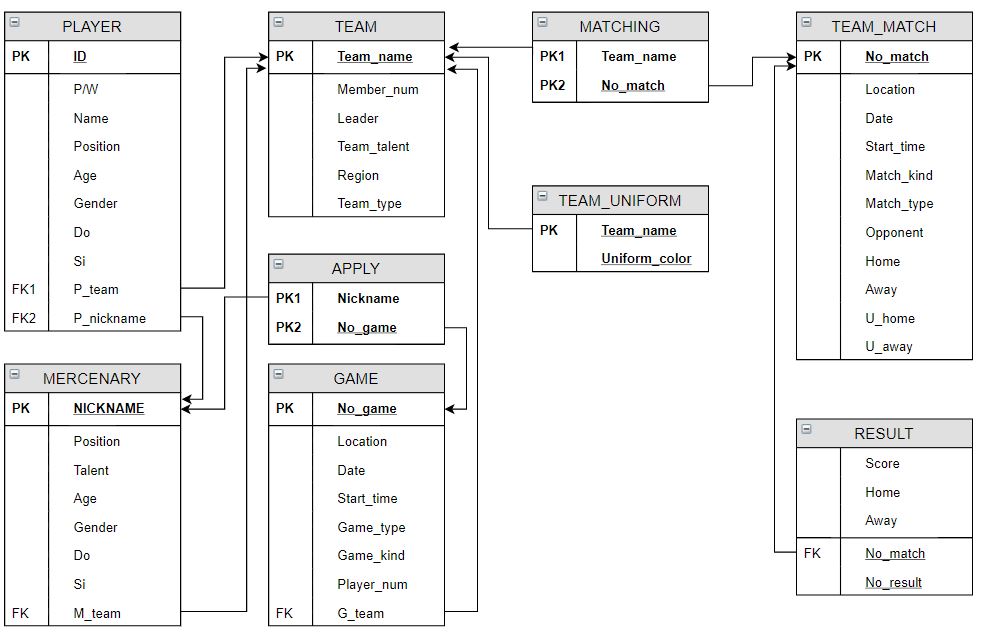 PLAYER
PK ID
P/W
Name
Position
Age
Gender
Do
Si
FK1 P_team
FK2 P_nickname
MERCENARY
PK NICKNAME
Position
Talent
Age
Gender
Do
Si
FK M_team
TEAM
PK Team_name
Member_num
Leader
Team_talent
Region
Team_type
APPLY
PK1 Nickname
PK2 No_game
GAME
PK No_game
Location
Date
Start_time
Game_type
Game_kind
Player_num
FK G_team
MATCHING
PK1 Team_name
PK2 No_match
TEAM_UNIFORM
PK Team_name
Uniform_color
TEAM_MATCH
PK No_match
Location
Date
Start_time
Match_kind
Match_type
Opponent
Home
Away
U_home
U_away
RESULT
Score
Home
Away
FK No_match
No_result